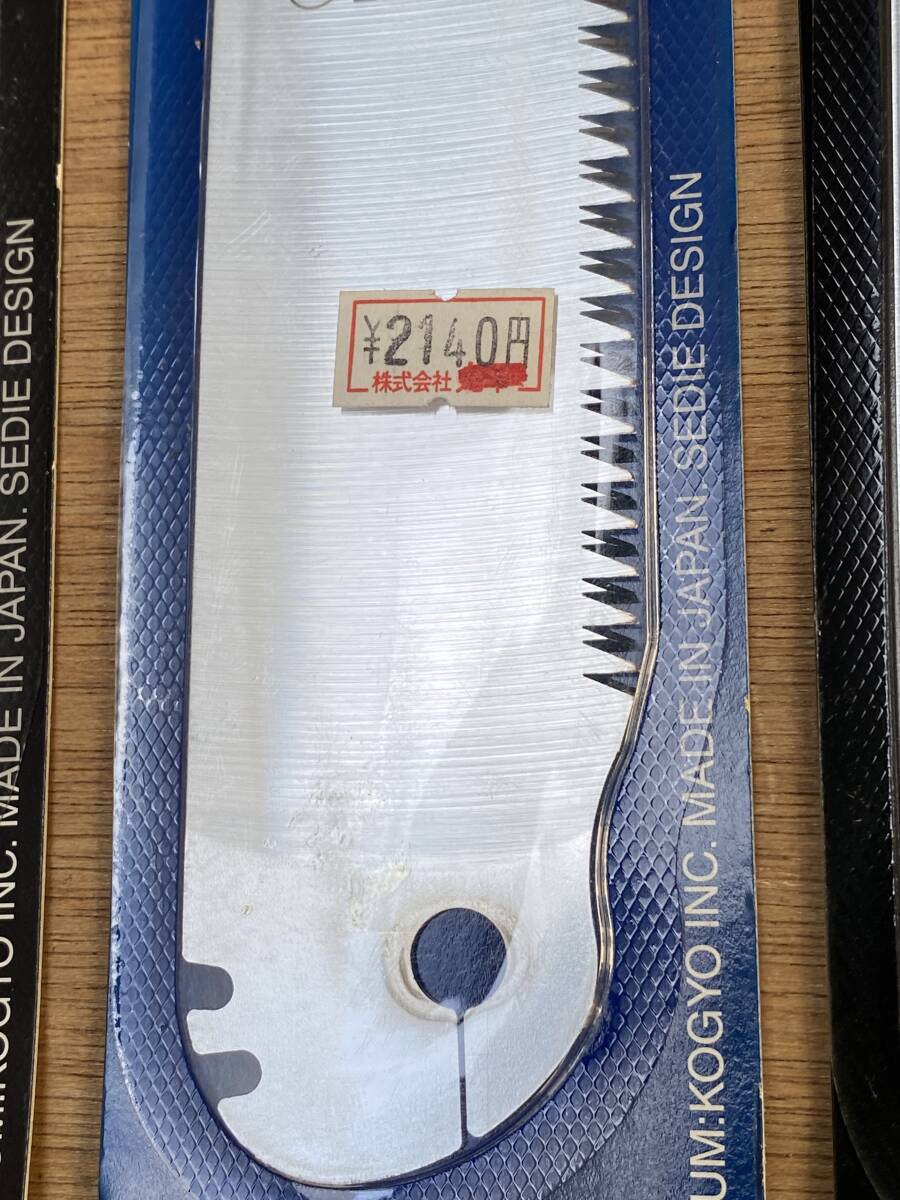 ¥2140円
株式会社
UM:KOGYO INC. MADE IN JAPAN. SEDIE DESIGN
KOGYO INC. MADE IN JAPAN. SEDIE DESIGN